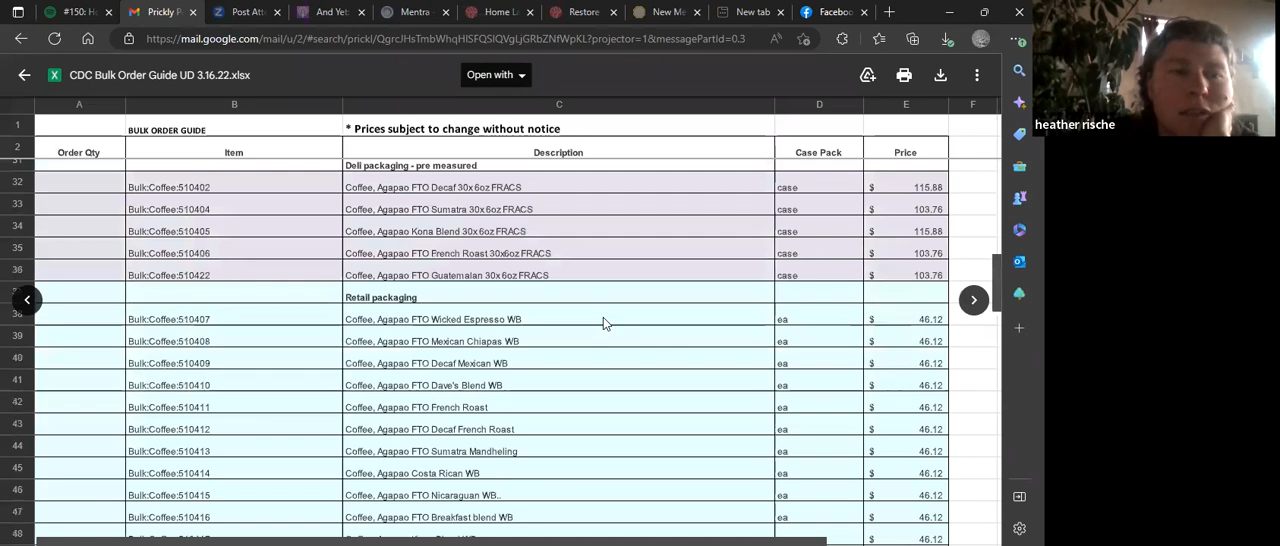 #150: Ho
Prickly P
Post Att
And Yet
Mentra
Home La
Restore
New Me
New tab
Faceboo
https://mail.google.com/mail/u/2/#search/prickl/QgrcJHsTmbWhqHISFQSlQVgLjGRbZNfWpKL?projector=1&messagePartId=0.3
CDC Bulk Order Guide UD 3.16.22.xlsx
Open with
heather rische
A B C D E F
1 BULK ORDER GUIDE * Prices subject to change without notice
2 Order Qty Item Description Case Pack Price
31 Deli packaging - pre measured
32 Bulk:Coffee:510402 Coffee, Agapao FTO Decaf 30x 6oz FRACS case $ 115.88
33 Bulk:Coffee:510404 Coffee, Agapao FTO Sumatra 30x 6oz FRACS case $ 103.76
34 Bulk:Coffee:510405 Coffee, Agapao Kona Blend 30x 6oz FRACS case $ 115.88
35 Bulk:Coffee:510406 Coffee, Agapao FTO French Roast 30x6oz FRACS case $ 103.76
36 Bulk:Coffee:510422 Coffee, Agapao FTO Guatemalan 30x 6oz FRACS case $ 103.76
Retail packaging
38 Bulk:Coffee:510407 Coffee, Agapao FTO Wicked Espresso WB ea $ 46.12
39 Bulk:Coffee:510408 Coffee, Agapao FTO Mexican Chiapas WB ea $ 46.12
40 Bulk:Coffee:510409 Coffee, Agapao FTO Decaf Mexican WB ea $ 46.12
41 Bulk:Coffee:510410 Coffee, Agapao FTO Dave's Blend WB ea $ 46.12
42 Bulk:Coffee:510411 Coffee, Agapao FTO French Roast ea $ 46.12
43 Bulk:Coffee:510412 Coffee, Agapao FTO Decaf French Roast ea $ 46.12
44 Bulk:Coffee:510413 Coffee, Agapao FTO Sumatra Mandheling ea $ 46.12
45 Bulk:Coffee:510414 Coffee, Agapao Costa Rican WB ea $ 46.12
46 Bulk:Coffee:510415 Coffee, Agapao FTO Nicaraguan WB.. ea $ 46.12
47 Bulk:Coffee:510416 Coffee, Agapao FTO Breakfast blend WB ea $ 46.12
48 46.12